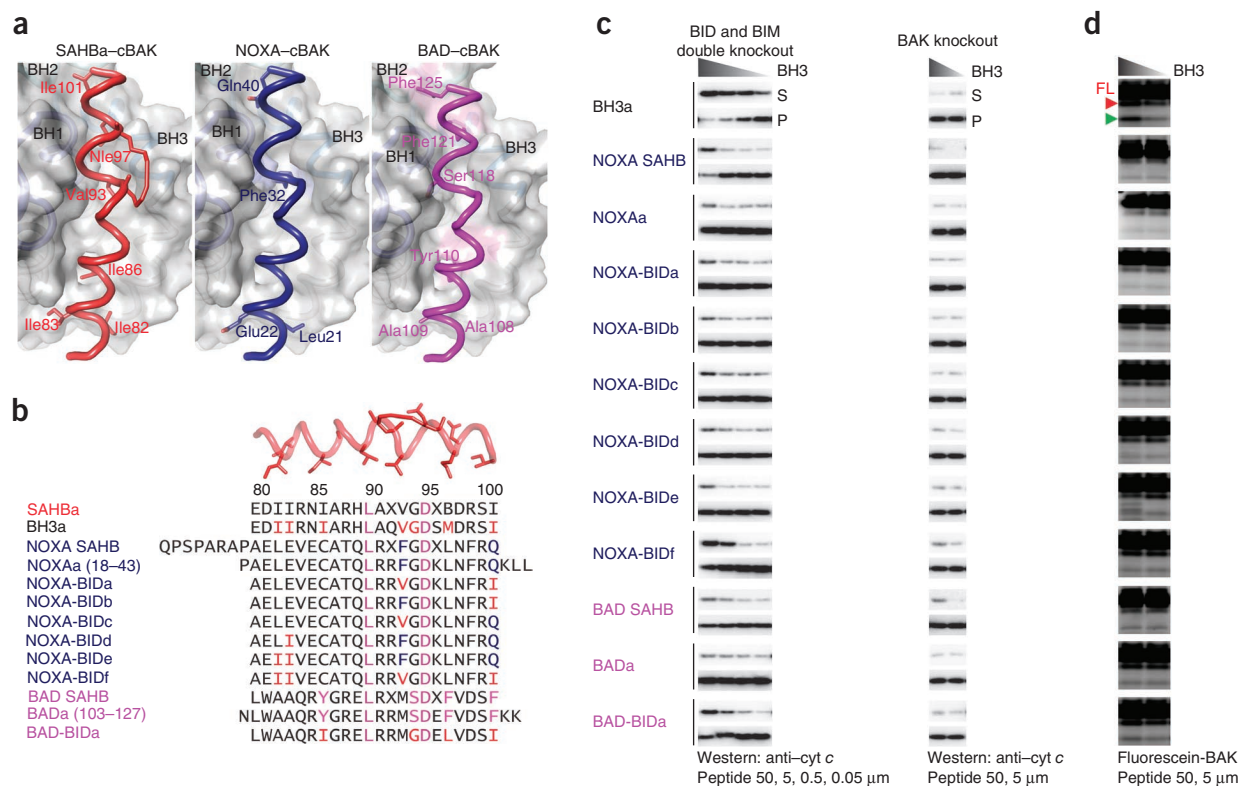 a
SAHBa–cBAK
NOXA–cBAK
BAD–cBAK
BH2
Ile101
BH1
BH3
Nle97
Val93
Ile86
Ile83
Ile82
BH2
Gln40
BH1
BH3
Phe32
Glu22
Leu21
BH2
Phe125
Phe121
BH1
BH3
Ser118
Tyr110
Ala109
Ala108
b
80 85 90 95 100
SAHBa EDIIRNIARHLAXVGDXBDRSI
BH3a EDIIRNIARHLAQVGDSMDRSI
NOXA SAHB QPSPARAPAELEVECATQLRXFGDXLNFRQ
NOXAa (18–43) PAELEVECATQLRRFGDKLNFRQKLL
NOXA-BIDa AELEVECATQLRRVGDKLNFRI
NOXA-BIDb AELEVECATQLRRFGDKLNFRI
NOXA-BIDc AELEVECATQLRRVGDKLNFRQ
NOXA-BIDd AELIVECATQLRRFGDKLNFRQ
NOXA-BIDe AEIIVECATQLRRFGDKLNFRQ
NOXA-BIDf AEIIVECATQLRRVGDKLNFRI
BAD SAHB LWAAQRYGRELRXMSDXFVDSF
BADa (103–127) NLWAAQRYGRELRRMSDEFVDSFKK
BAD-BIDa LWAAQRIGRELRRMGDELVDSI
c
BID and BIM
double knockout
BAK knockout
BH3
BH3
BH3a
S
P
S
P
NOXA SAHB
NOXAa
NOXA-BIDa
NOXA-BIDb
NOXA-BIDc
NOXA-BIDd
NOXA-BIDe
NOXA-BIDf
BAD SAHB
BADa
BAD-BIDa
Western: anti–cyt c
Peptide 50, 5, 0.5, 0.05 μm
Western: anti–cyt c
Peptide 50, 5 μm
d
BH3
FL
Fluorescein-BAK
Peptide 50, 5 μm